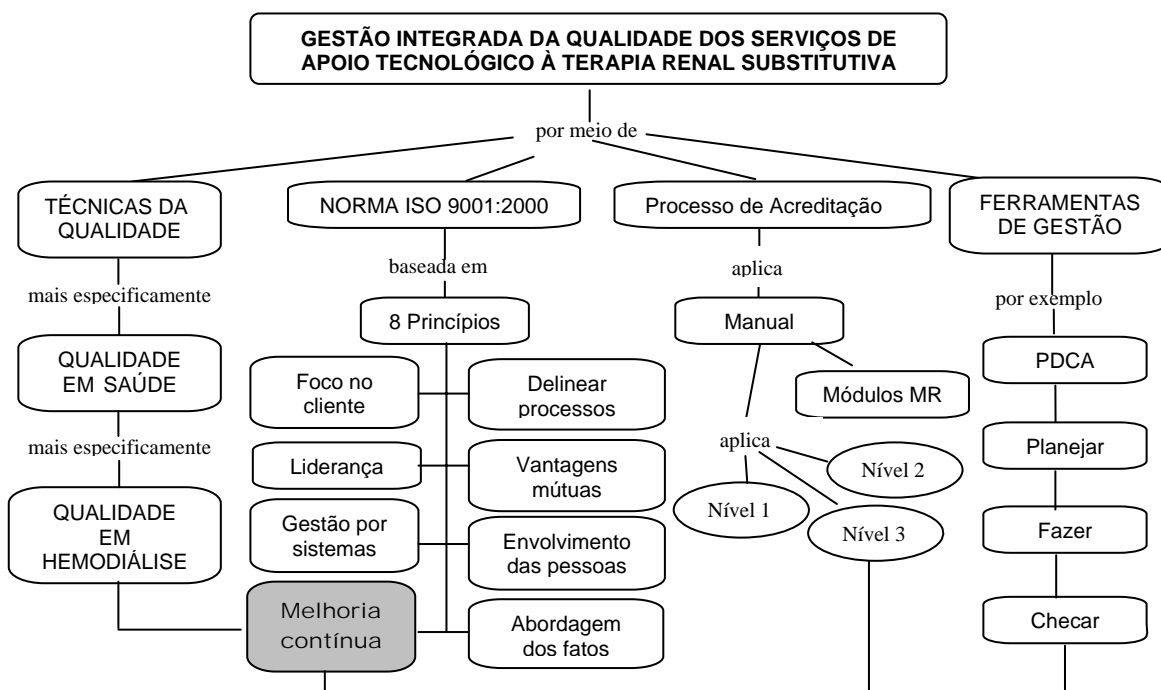 GESTÃO INTEGRADA DA QUALIDADE DOS SERVIÇOS DE
APOIO TECNOLÓGICO À TERAPIA RENAL SUBSTITUTIVA
por meio de
TÉCNICAS DA
QUALIDADE
NORMA ISO 9001:2000
Processo de Acreditação
FERRAMENTAS
DE GESTÃO
mais especificamente
baseada em
aplica
por exemplo
QUALIDADE
EM SAÚDE
8 Princípios
Manual
PDCA
Foco no
cliente
Delinear
processos
Módulos MR
mais especificamente
Liderança
Vantagens
mútuas
aplica
Nível 2
Planejar
QUALIDADE
EM
HEMODIÁLISE
Gestão por
sistemas
Envolvimento
das pessoas
Nível 1
Nível 3
Fazer
Melhoria
contínua
Abordagem
dos fatos
Checar